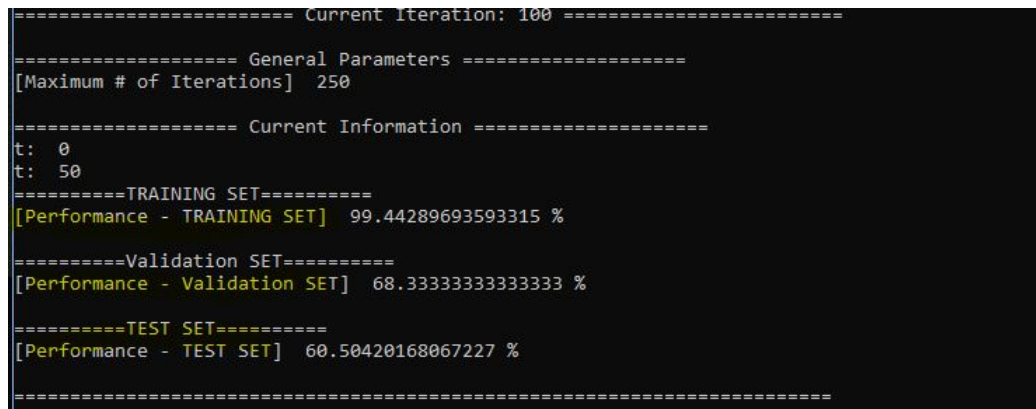 ========================= Current Iteration: 100 =========================
==================== General Parameters ====================
[Maximum # of Iterations]  250
==================== Current Information =====================
t:  0
t:  50
==========TRAINING SET==========
[Performance - TRAINING SET]  99.44289693593315 %
==========Validation SET==========
[Performance - Validation SET]  68.33333333333333 %
==========TEST SET==========
[Performance - TEST SET]  60.50420168067227 %
=========================================================================